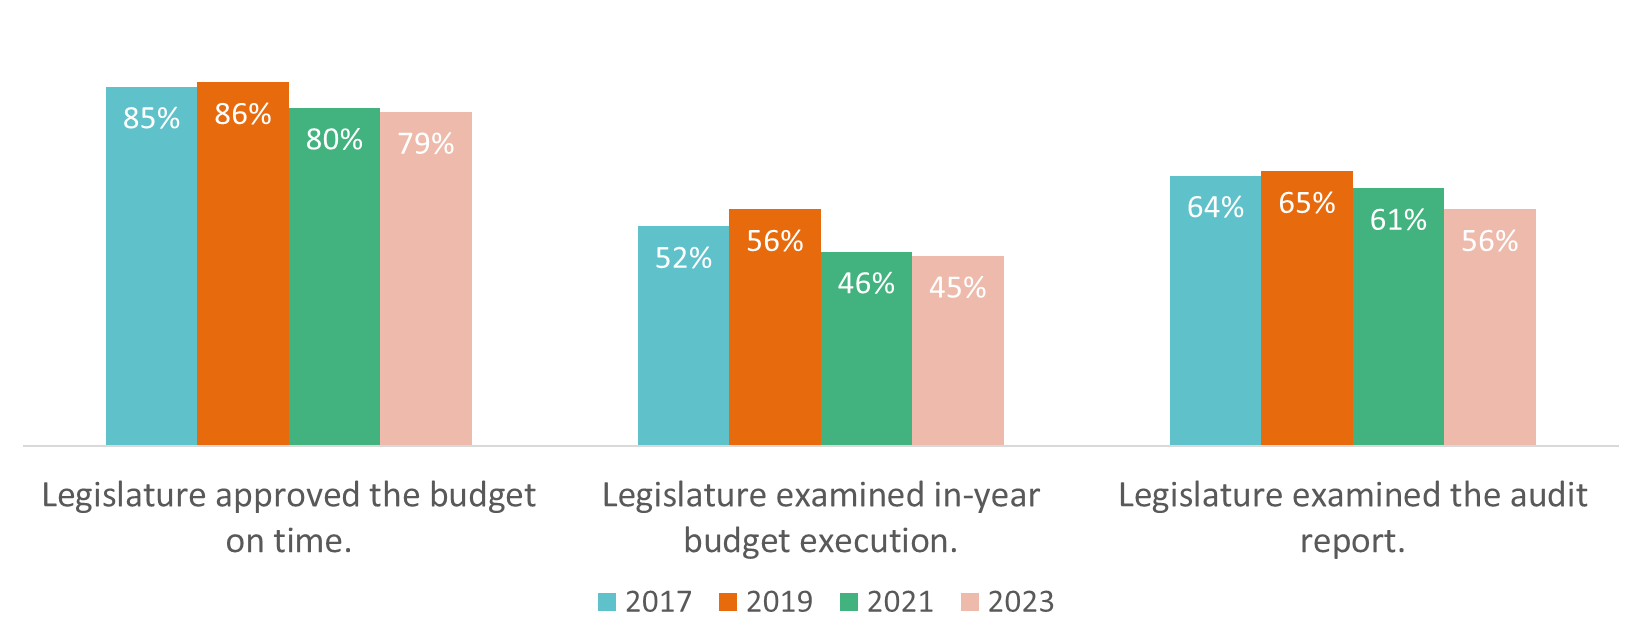 85%
86%
80%
79%
52%
56%
46%
45%
64%
65%
61%
56%
Legislature approved the budget
on time.
Legislature examined in-year
budget execution.
Legislature examined the audit
report.
2017 2019 2021 2023